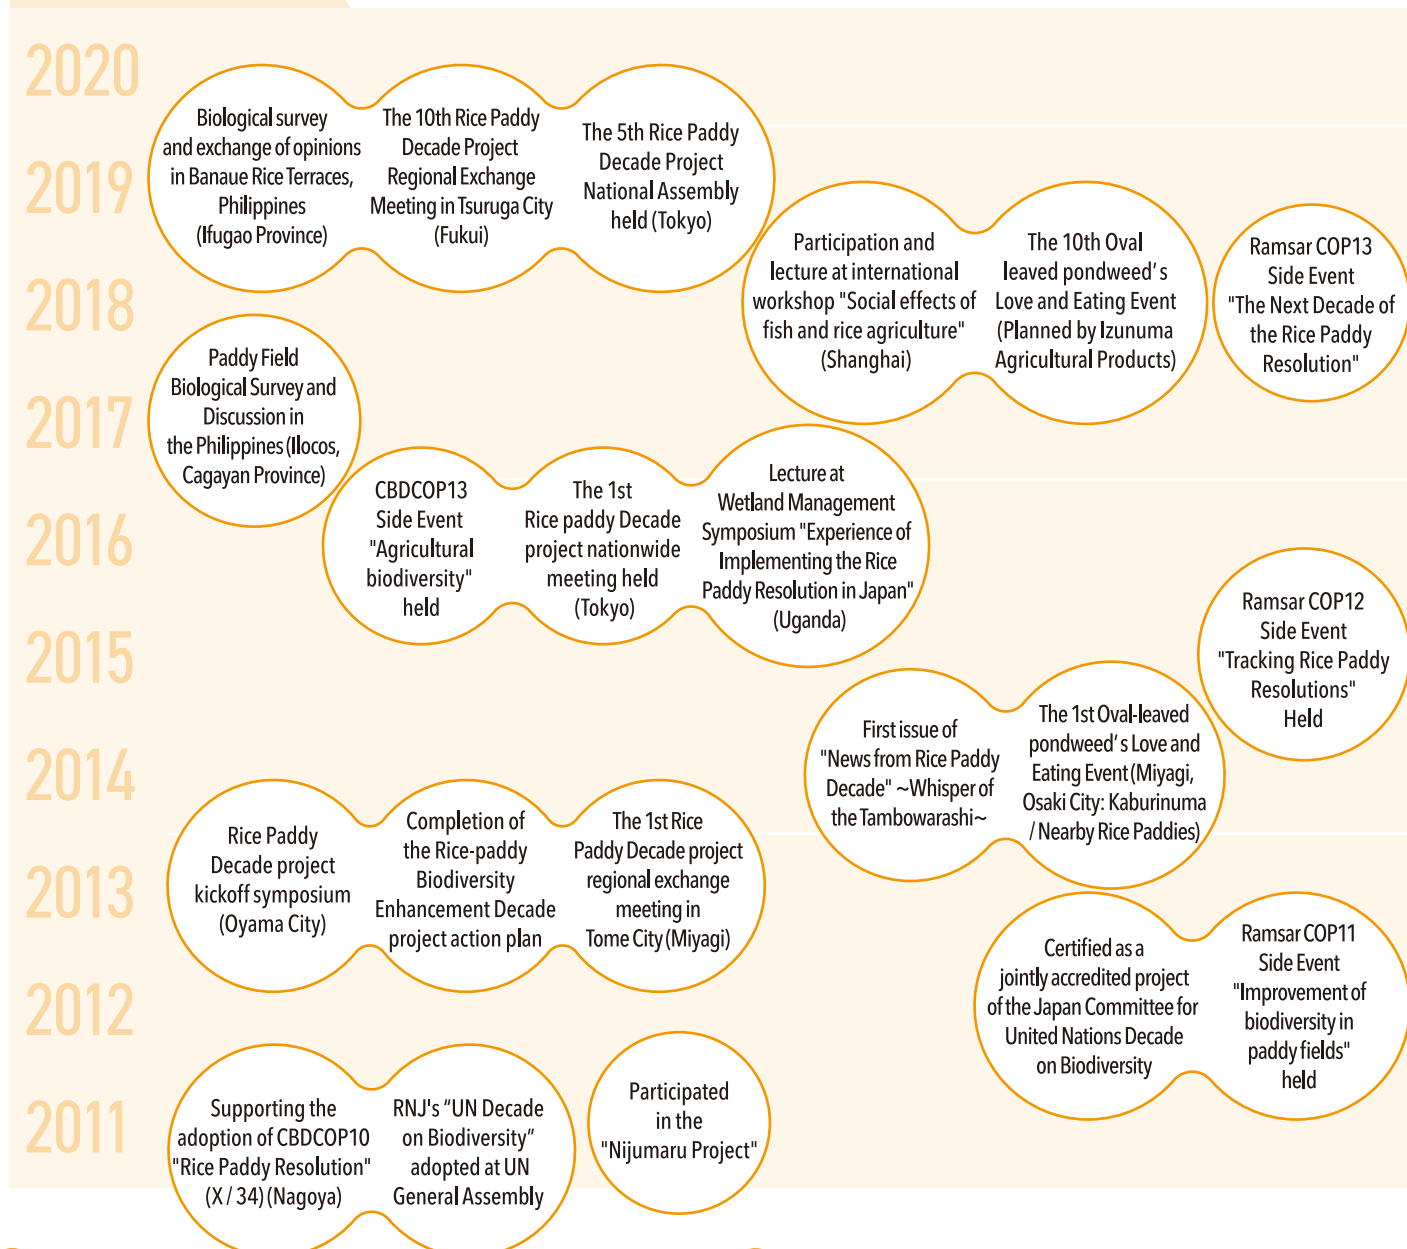 2020
Biological survey
and exchange of opinions
in Banaue Rice Terraces,
Philippines
(Ifugao Province)
The 10th Rice Paddy
Decade Project
Regional Exchange
Meeting in Tsuruga City
(Fukui)
The 5th Rice Paddy
Decade Project
National Assembly
held (Tokyo)
2019
Participation and
lecture at international
workshop "Social effects of
fish and rice agriculture"
(Shanghai)
The 10th Oval
leaved pondweed's
Love and Eating Event
(Planned by Izunuma
Agricultural Products)
Ramsar COP13
Side Event
"The Next Decade of
the Rice Paddy
Resolution"
2018
Paddy Field
Biological Survey and
Discussion in
the Philippines (Ilocos,
Cagayan Province)
2017
CBDCOP13
Side Event
"Agricultural
biodiversity"
held
The 1st
Rice paddy Decade
project nationwide
meeting held
(Tokyo)
Lecture at
Wetland Management
Symposium "Experience of
Implementing the Rice
Paddy Resolution in Japan"
(Uganda)
2016
Ramsar COP12
Side Event
"Tracking Rice Paddy
Resolutions"
Held
2015
First issue of
"News from Rice Paddy
Decade" ~Whisper of
the Tambowarashi~
The 1st Oval-leaved
pondweed's Love and
Eating Event (Miyagi,
Osaki City: Kaburinuma
/ Nearby Rice Paddies)
2014
Rice Paddy
Decade project
kickoff symposium
(Oyama City)
Completion of
the Rice-paddy
Biodiversity
Enhancement Decade
project action plan
The 1st Rice
Paddy Decade project
regional exchange
meeting in
Tome City (Miyagi)
2013
Certified as a
jointly accredited project
of the Japan Committee for
United Nations Decade
on Biodiversity
Ramsar COP11
Side Event
"Improvement of
biodiversity in
paddy fields"
held
2012
Supporting the
adoption of CBDCOP10
"Rice Paddy Resolution"
(X / 34) (Nagoya)
RNJ's “UN Decade
on Biodiversity“
adopted at UN
General Assembly
Participated
in the
"Nijumaru Project"
2011